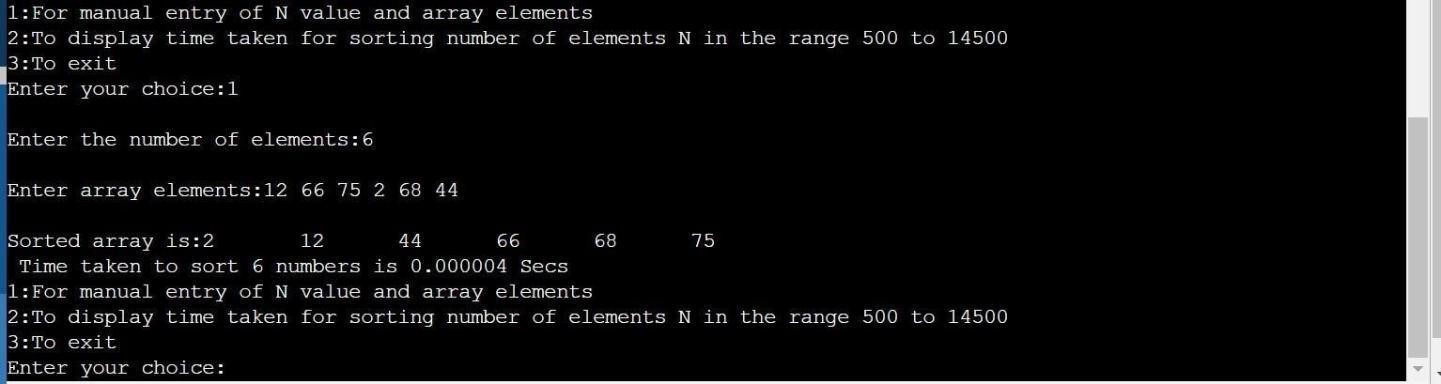 1:For manual entry of N value and array elements
2:To display time taken for sorting number of elements N in the range 500 to 14500
3:To exit
Enter your choice:1
Enter the number of elements:6
Enter array elements:12 66 75 2 68 44
Sorted array is:2 12 44 66 68 75
Time taken to sort 6 numbers is 0.000004 Secs
1:For manual entry of N value and array elements
2:To display time taken for sorting number of elements N in the range 500 to 14500
3:To exit
Enter your choice: